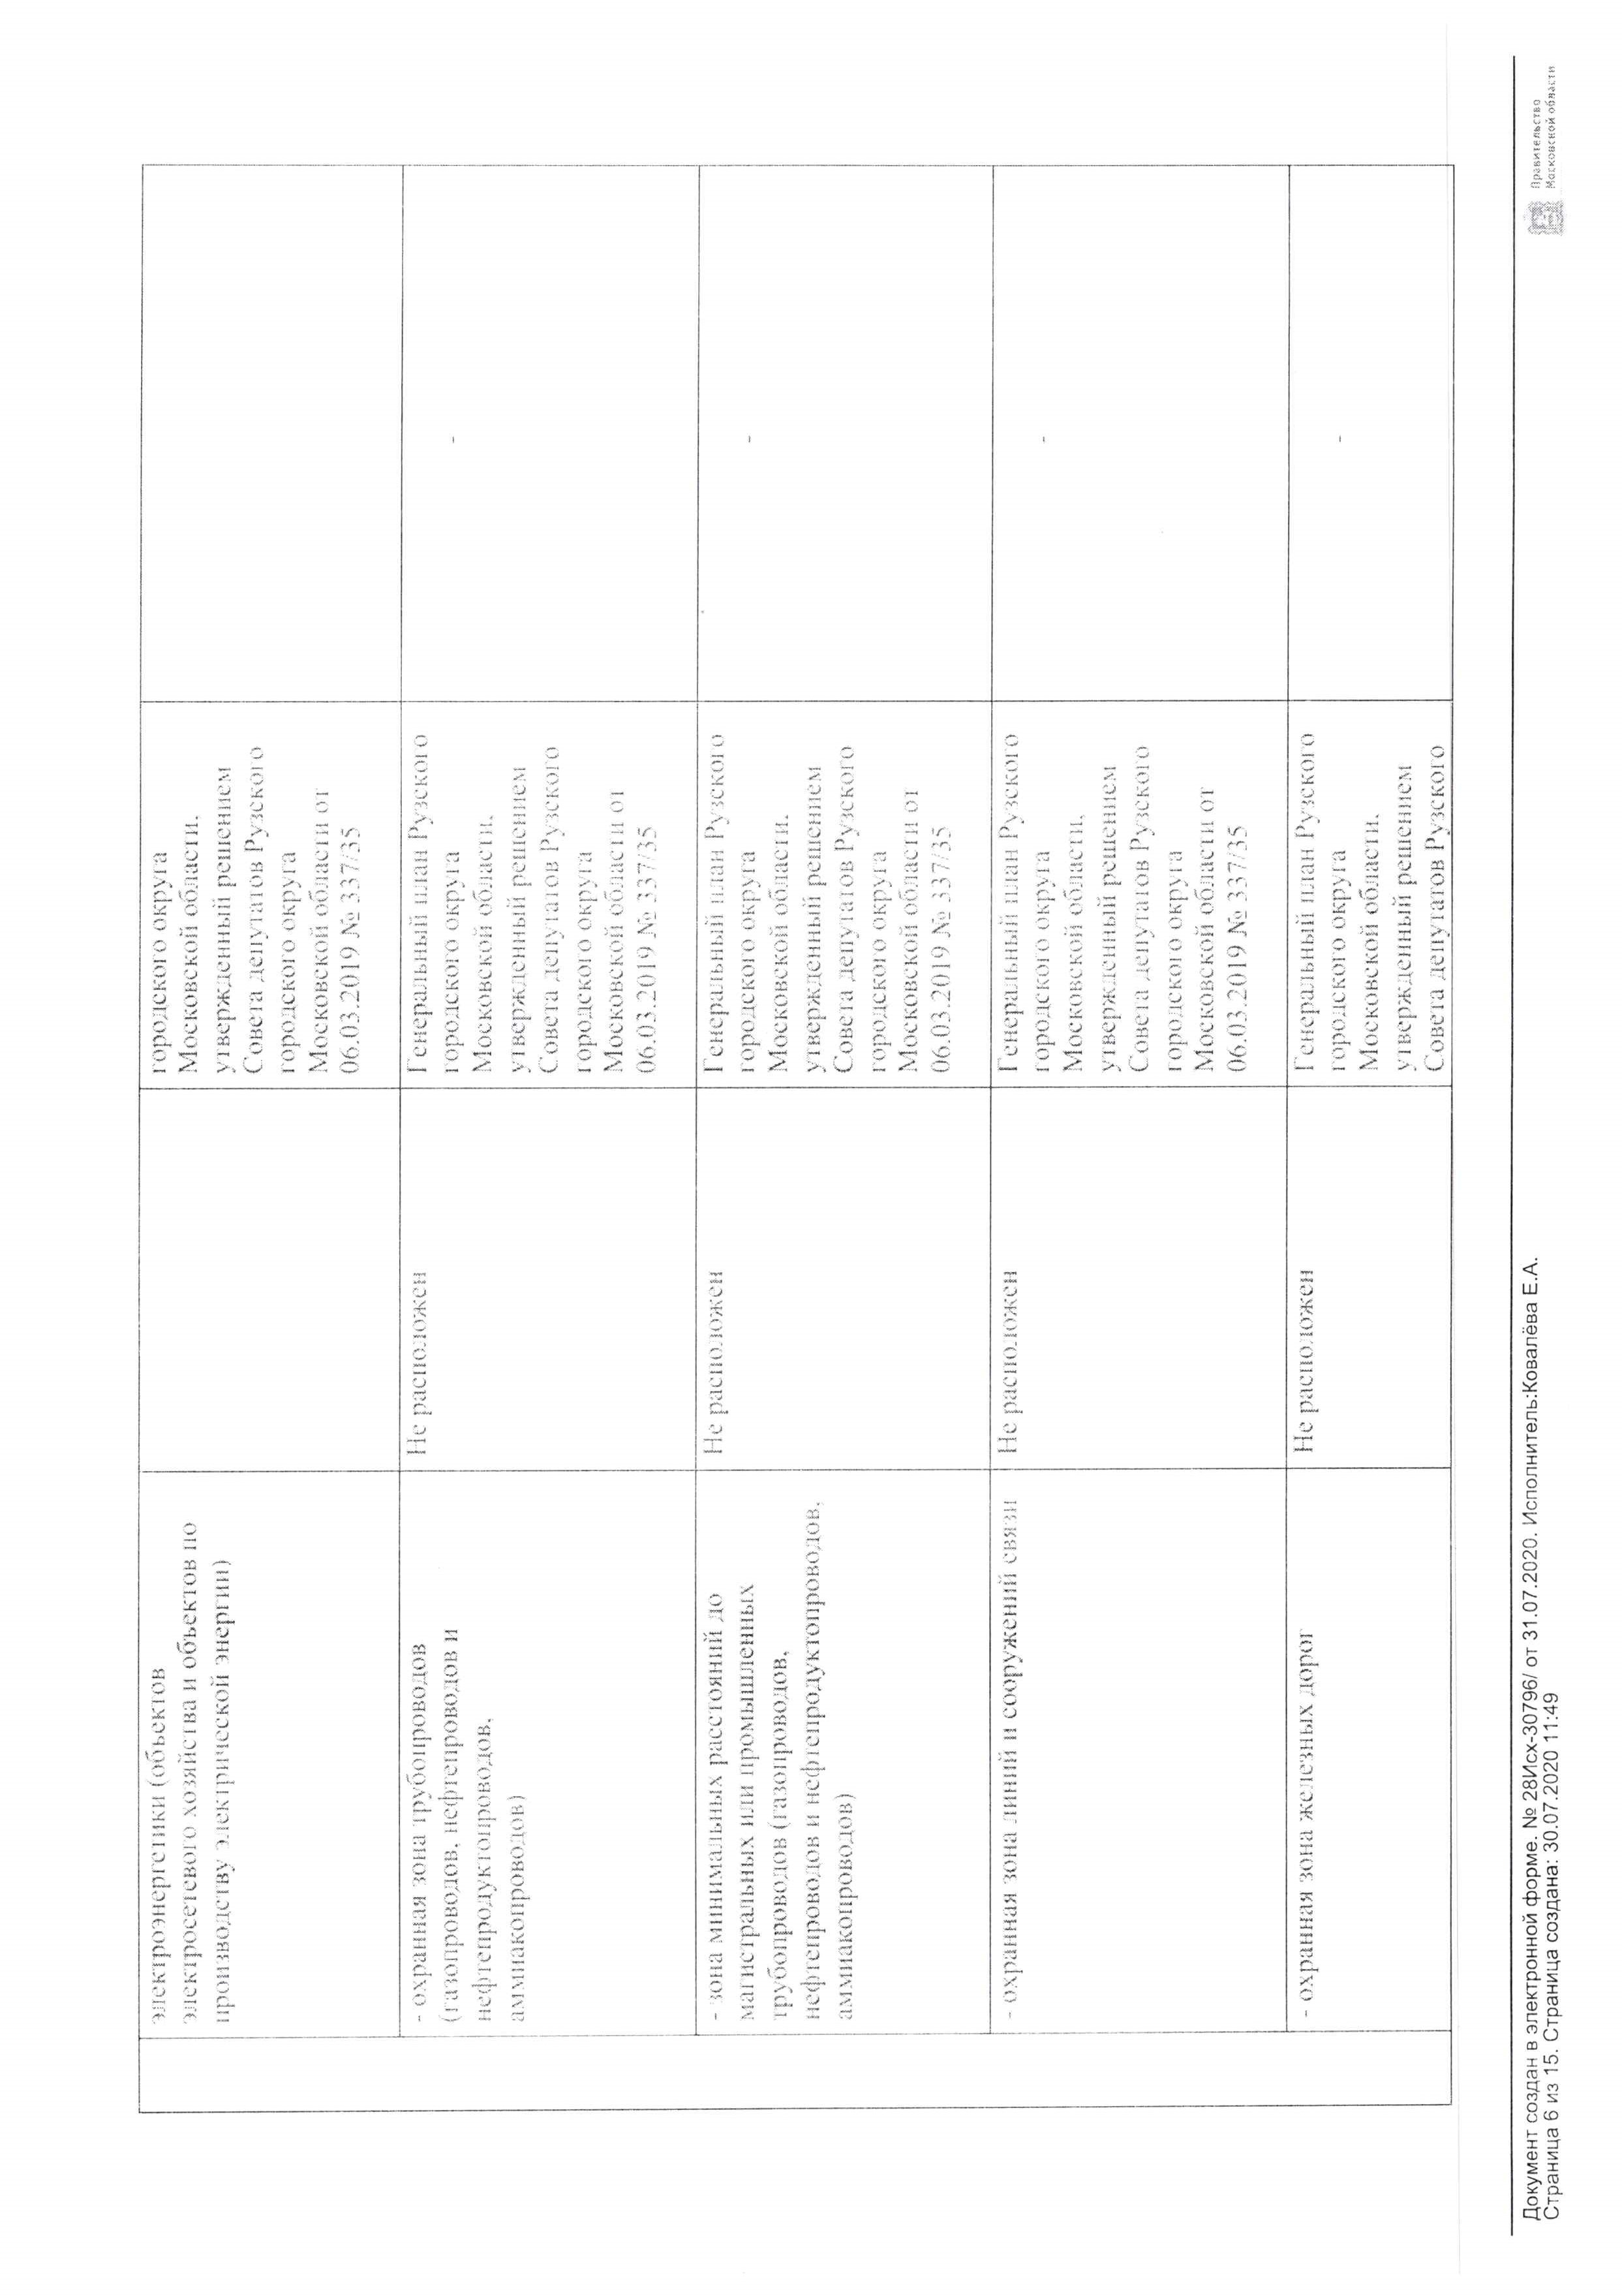 электроэнергетики (объектов
электросетевого хозяйства и объектов по
производству электрической энергии)
городского округа
Московской области,
утвержденный решением
Совета депутатов Рузского
городского округа
Московской области от
06.03.2019 № 337/35
- охранная зона трубопроводов
(газопроводов, нефтепроводов и
нефтепродуктопроводов,
аммиакопроводов)
Не расположен
Генеральный план Рузского
городского округа
Московской области,
утвержденный решением
Совета депутатов Рузского
городского округа
Московской области от
06.03.2019 № 337/35
-
- зона минимальных расстояний до
магистральных или промышленных
трубопроводов (газопроводов,
нефтепроводов и нефтепродуктопроводов,
аммиакопроводов)
Не расположен
Генеральный план Рузского
городского округа
Московской области,
утвержденный решением
Совета депутатов Рузского
городского округа
Московской области от
06.03.2019 № 337/35
-
- охранная зона линий и сооружений связи
Не расположен
Генеральный план Рузского
городского округа
Московской области,
утвержденный решением
Совета депутатов Рузского
городского округа
Московской области от
06.03.2019 № 337/35
-
- охранная зона железных дорог
Не расположен
Генеральный план Рузского
городского округа
Московской области,
утвержденный решением
Совета депутатов Рузского
-
Документ создан в электронной форме. № 28Исх-30796/ от 31.07.2020. Исполнитель:Ковалёва Е.А.
Страница 6 из 15. Страница создана: 30.07.2020 11:49
Правительство
Московской области